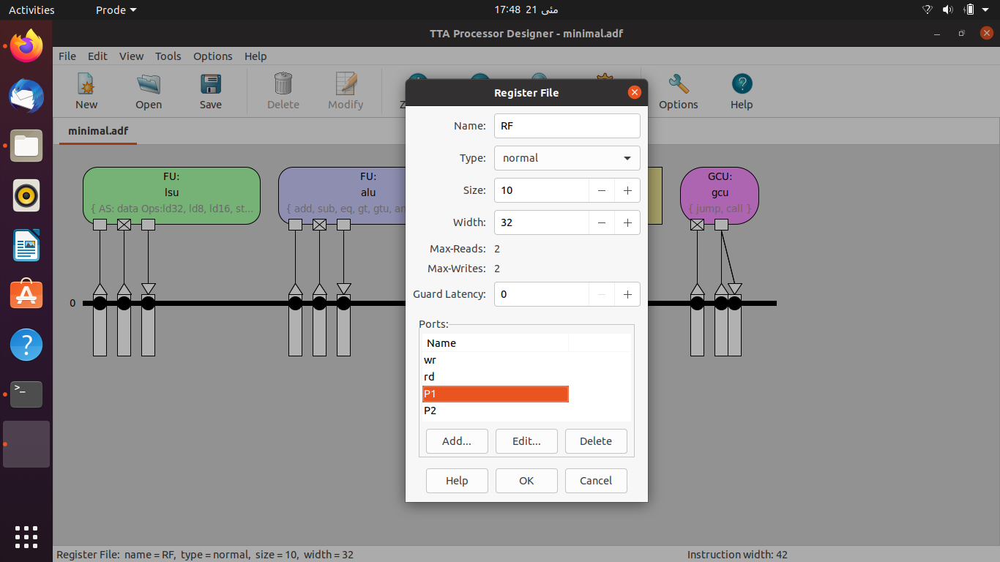 Activities Prode 17:48 21 مئی
TTA Processor Designer - minimal.adf
File Edit View Tools Options Help
New Open Save Delete Modify Options Help
minimal.adf
FU:
lsu
{ AS: data Ops:ld32, ld8, ld16, st...
FU:
alu
{ add, sub, eq, gt, gtu, an
GCU:
gcu
{ jump, call }
0
Register File
Name: RF
Type: normal
Size: 10
Width: 32
Max-Reads: 2
Max-Writes: 2
Guard Latency: 0
Ports:
Name
wr
rd
P1
P2
Add... Edit... Delete
Help OK Cancel
Register File: name = RF, type = normal, size = 10, width = 32
Instruction width: 42